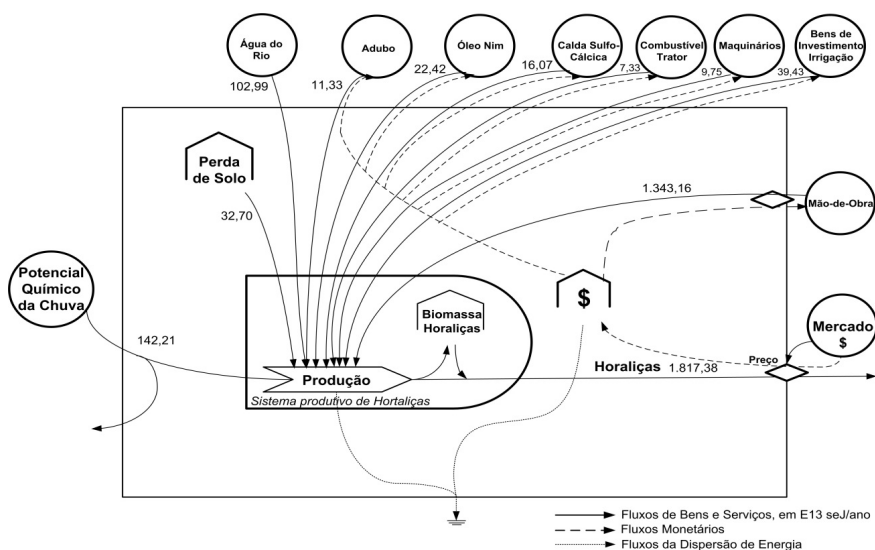 Água do
Rio
Adubo
Óleo Nim
Calda Sulfo-
Cálcica
Combustível
Trator
Maquinários
Bens de
Investimento
Irrigação
102,99
11,33
22,42
16,07
7,33
9,75
39,43
Perda
de Solo
32,70
1.343,16
Mão-de-Obra
Potencial
Químico
da Chuva
142,21
$
Biomassa
Horaliças
Mercado
$
Preço
Produção
Horaliças
1.817,38
Sistema produtivo de Hortaliças
Fluxos de Bens e Serviços, em E13 seJ/ano
Fluxos Monetários
Fluxos da Dispersão de Energia